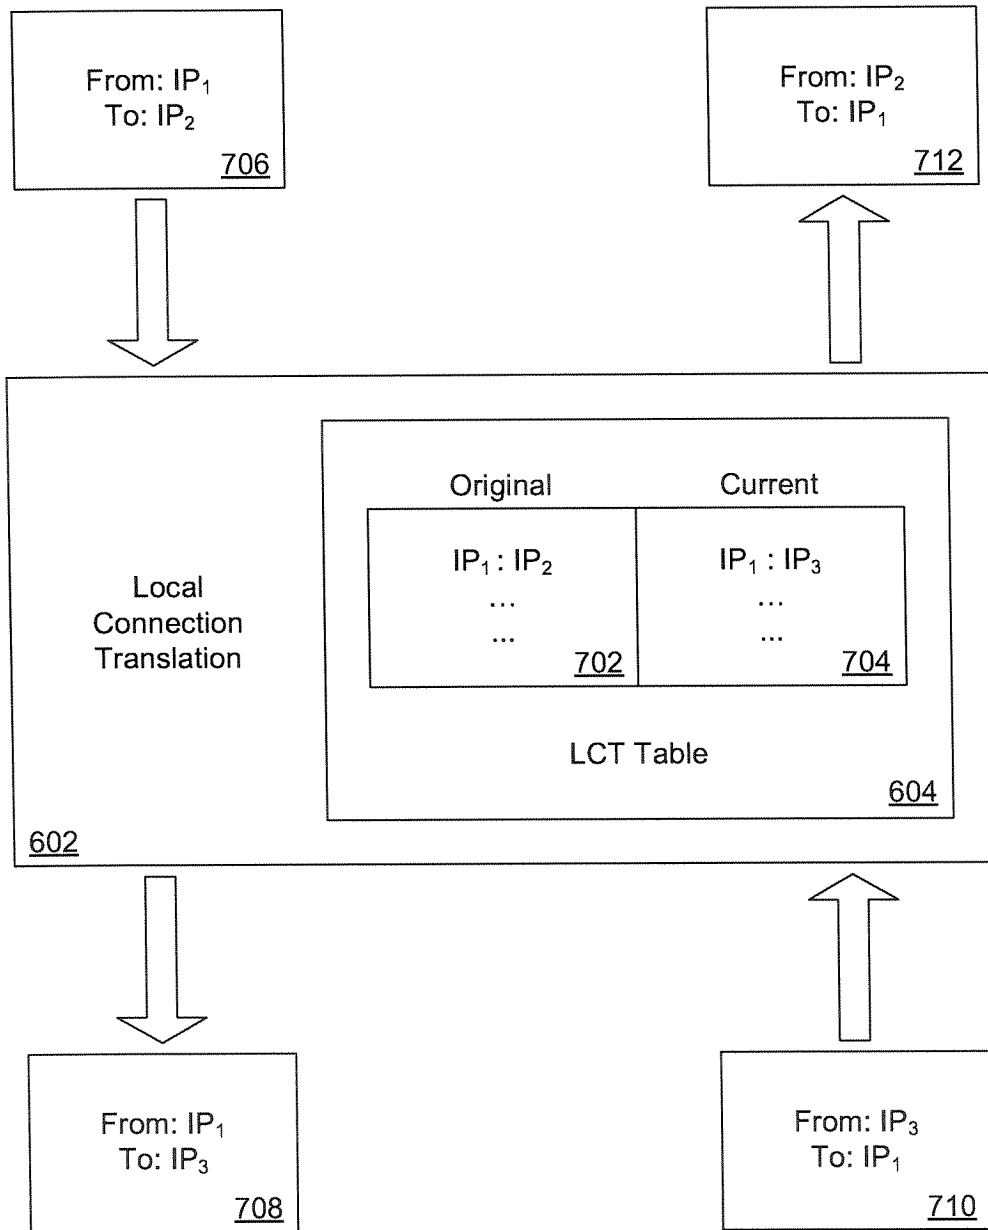 From: IP₁
To: IP₂
706
From: IP₂
To: IP₁
712
Local
Connection
Translation
602
Original
Current
IP₁ : IP₂
...
...
702
IP₁ : IP₃
...
...
704
LCT Table
604
From: IP₁
To: IP₃
708
From: IP₃
To: IP₁
710